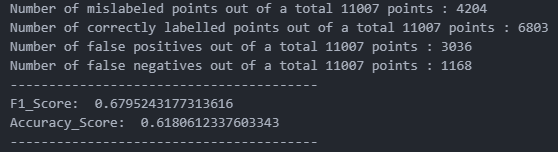 Number of mislabeled points out of a total 11007 points : 4204
Number of correctly labelled points out of a total 11007 points : 6803
Number of false positives out of a total 11007 points : 3036
Number of false negatives out of a total 11007 points : 1168
----------------------------------------
F1_Score:  0.6795243177313616
Accuracy_Score:  0.6180612337603343
----------------------------------------